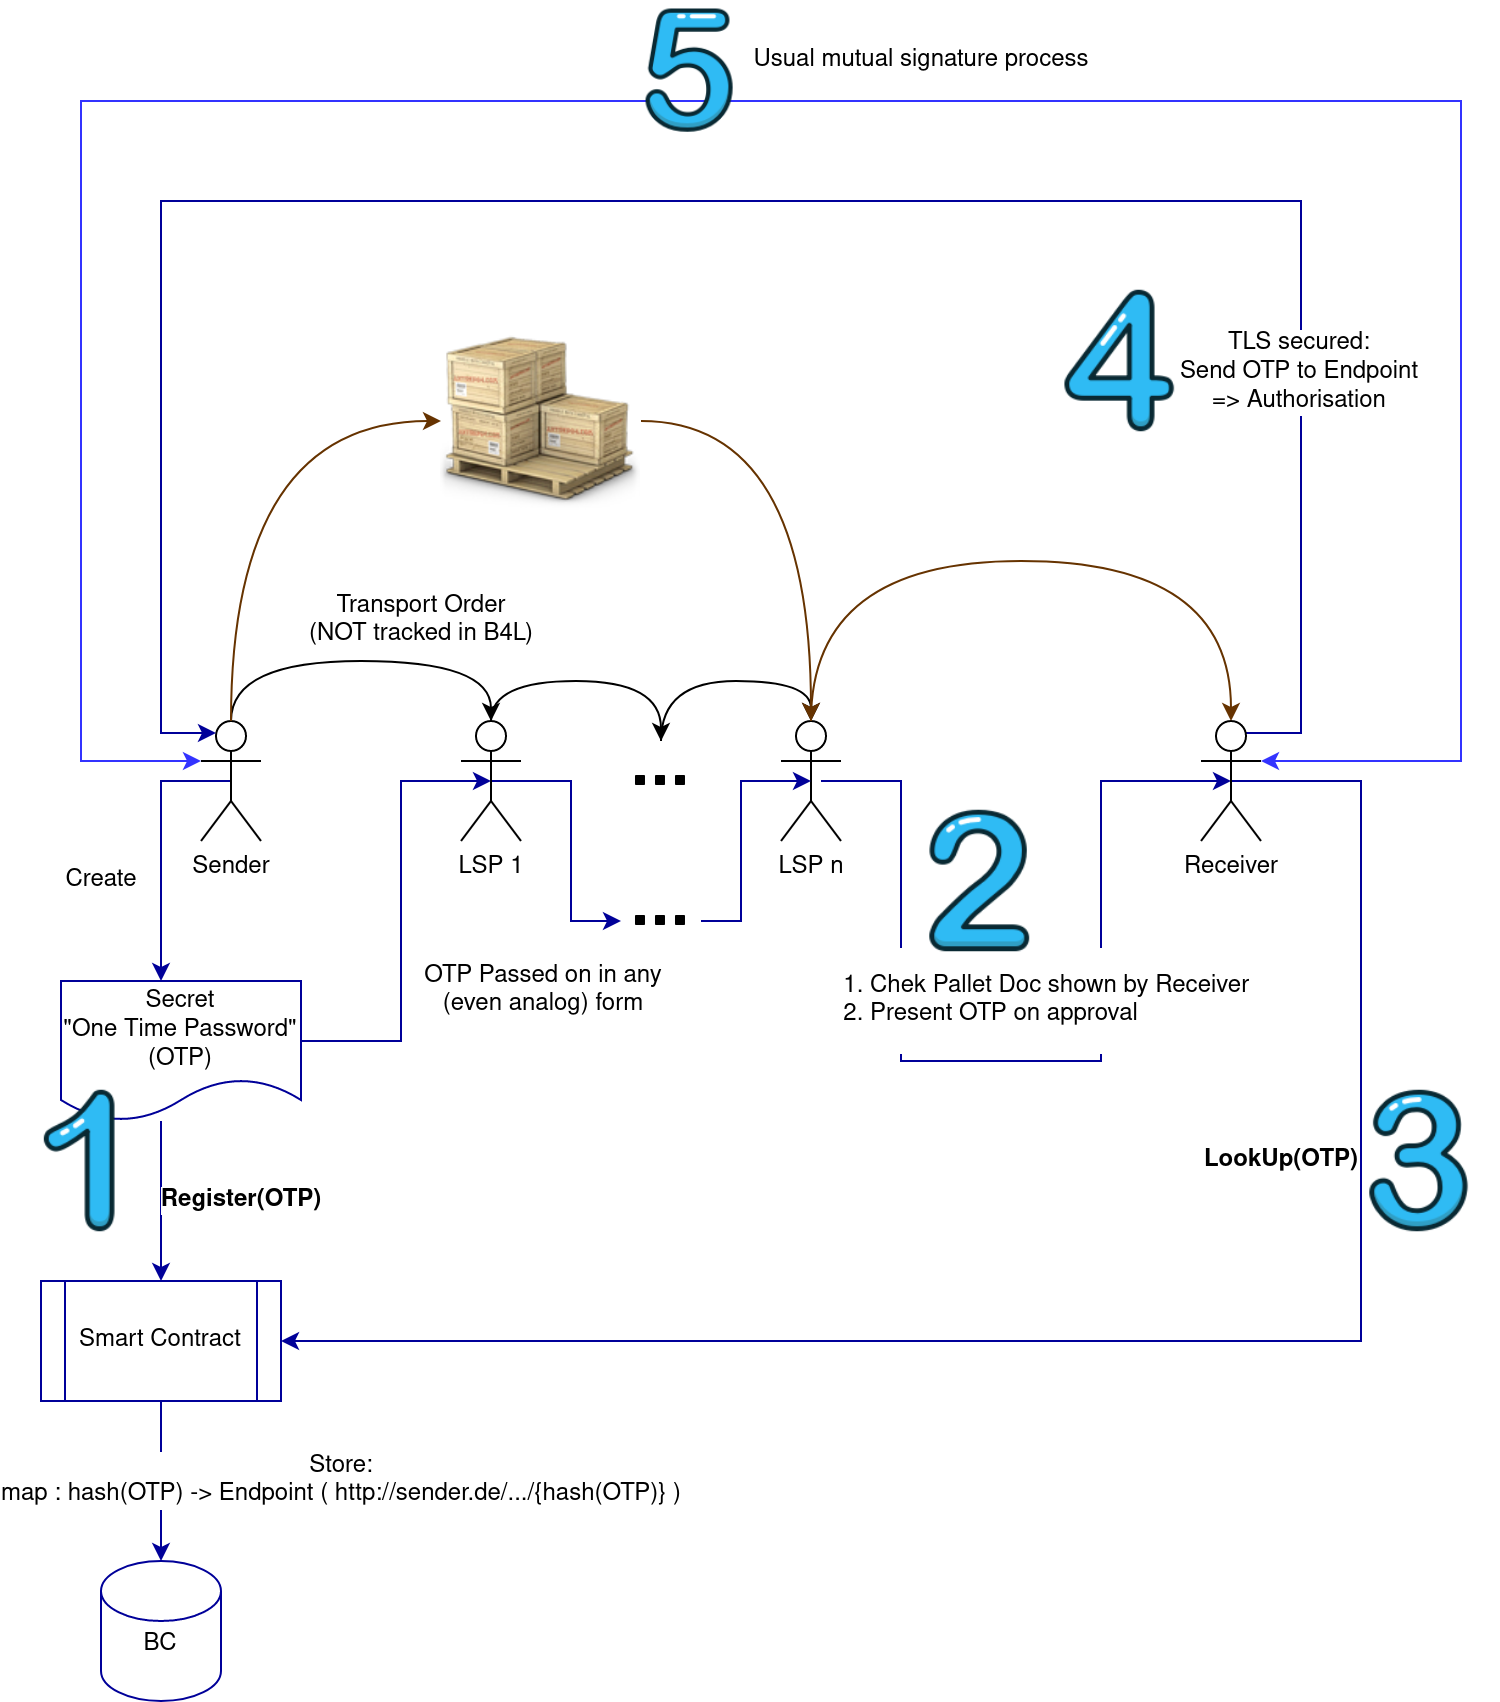 5
Usual mutual signature process
4
TLS secured:
Send OTP to Endpoint
=> Authorisation
Transport Order
(NOT tracked in B4L)
Sender
LSP 1
LSP n
Receiver
Create
2
Secret
"One Time Password"
(OTP)
OTP Passed on in any
(even analog) form
1. Chek Pallet Doc shown by Receiver
2. Present OTP on approval
1
Register(OTP)
LookUp(OTP)
3
Smart Contract
Store:
map : hash(OTP) -> Endpoint ( http://sender.de/.../{hash(OTP)} )
BC